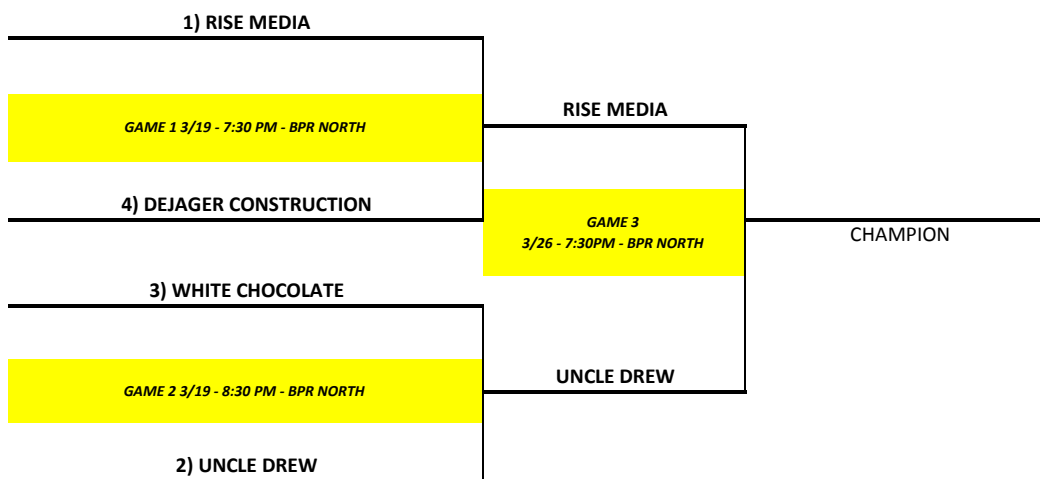 1) RISE MEDIA
GAME 1 3/19 - 7:30 PM - BPR NORTH
RISE MEDIA
4) DEJAGER CONSTRUCTION
GAME 3
3/26 - 7:30PM - BPR NORTH
CHAMPION
3) WHITE CHOCOLATE
GAME 2 3/19 - 8:30 PM - BPR NORTH
UNCLE DREW
2) UNCLE DREW